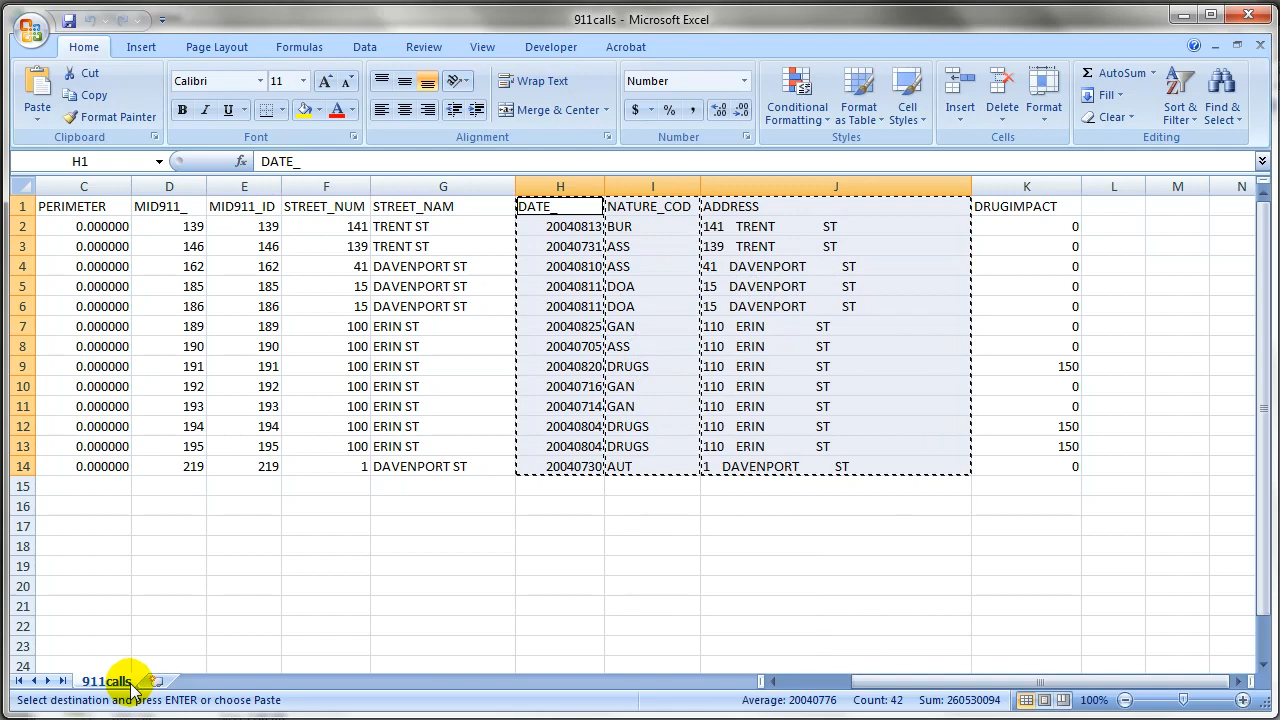 911calls - Microsoft Excel
Home Insert Page Layout Formulas Data Review View Developer Acrobat
Paste
Cut
Copy
Format Painter
Clipboard
Calibri 11
Font
Wrap Text
Merge & Center
Alignment
Number
Number
Conditional Formatting
Format as Table
Cell Styles
Styles
Insert Delete Format
Cells
AutoSum
Fill
Clear
Sort & Filter
Find & Select
Editing
H1 fx DATE_
C D E F G H I J K L M N
1 PERIMETER MID911_ MID911_ID STREET_NUM STREET_NAM DATE_ NATURE_COD ADDRESS DRUGIMPACT
2 0.000000 139 139 141 TRENT ST 20040813 BUR 141 TRENT ST 0
3 0.000000 146 146 139 TRENT ST 20040731 ASS 139 TRENT ST 0
4 0.000000 162 162 41 DAVENPORT ST 20040810 ASS 41 DAVENPORT ST 0
5 0.000000 185 185 15 DAVENPORT ST 20040811 DOA 15 DAVENPORT ST 0
6 0.000000 186 186 15 DAVENPORT ST 20040811 DOA 15 DAVENPORT ST 0
7 0.000000 189 189 100 ERIN ST 20040825 GAN 110 ERIN ST 0
8 0.000000 190 190 100 ERIN ST 20040705 ASS 110 ERIN ST 0
9 0.000000 191 191 100 ERIN ST 20040820 DRUGS 110 ERIN ST 150
10 0.000000 192 192 100 ERIN ST 20040716 GAN 110 ERIN ST 0
11 0.000000 193 193 100 ERIN ST 20040714 GAN 110 ERIN ST 0
12 0.000000 194 194 100 ERIN ST 20040804 DRUGS 110 ERIN ST 150
13 0.000000 195 195 100 ERIN ST 20040804 DRUGS 110 ERIN ST 150
14 0.000000 219 219 1 DAVENPORT ST 20040730 AUT 1 DAVENPORT ST 0
15
16
17
18
19
20
21
22
23
24
911calls
Select destination and press ENTER or choose Paste Average: 20040776 Count: 42 Sum: 260530094 100%